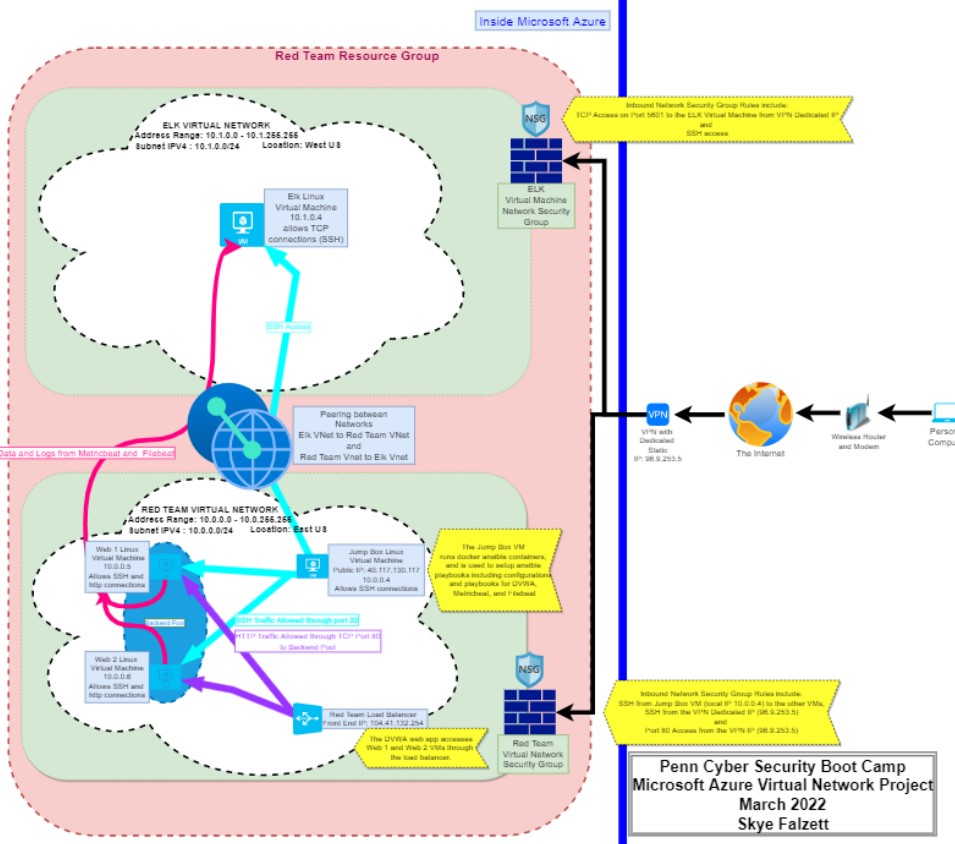 Inside Microsoft Azure
Red Team Resource Group
ELK VIRTUAL NETWORK
Address Range: 10.1.0.0 - 10.1.255.255
Subnet IPV4 : 10.1.0.0/24 Location: West US
NSG
Inbound Network Security Group Rules include:
TCP Access on Port 5601 to the ELK Virtual Machine from VPN Dedicated IP
and
SSH access
ELK
Virtual Machine
Network Security
Group
Elk Linux
Virtual Machine
10.1.0.4
allows TCP
connections (SSH)
VM
SSH Access
Peering between
Networks
Elk VNet to Red Team VNet
and
Red Team Vnet to Elk Vnet
Data and Logs from Metricbeat and Filebeat
VPN
VPN with
Dedicated
Static
IP: 96.9.253.5
The Internet
Wireless Router
and Modem
Person
Compu
RED TEAM VIRTUAL NETWORK
Address Range: 10.0.0.0 - 10.0.255.255
Subnet IPV4 : 10.0.0.0/24 Location: East US
Web 1 Linux
Virtual Machine
10.0.0.5
Allows SSH and
http connections
Jump Box Linux
Virtual Machine
Public IP: 40.117.130.117
10.0.0.4
Allows SSH connections
The Jump Box VM
runs docker ansible containers,
and is used to setup ansible
playbooks including configurations
and playbooks for DVWA,
Metricbeat, and Filebeat
Backend Pool
SSH Traffic Allowed through port 22
HTTP Traffic Allowed through TCP Port 80
to Backend Pool
Web 2 Linux
Virtual Machine
10.0.0.6
Allows SSH and
http connections
NSG
Red Team Load Balancer
Front End IP: 104.41.132.254
The DVWA web app accesses
Web 1 and Web 2 VMs through
the load balancer.
Red Team
Virtual Network
Security Group
Inbound Network Security Group Rules include:
SSH from Jump Box VM (local IP 10.0.0.4) to the other VMs,
SSH from the VPN Dedicated IP (96.9.253.5)
and
Port 80 Access from the VPN IP (96.9.253.5)
Penn Cyber Security Boot Camp
Microsoft Azure Virtual Network Project
March 2022
Skye Falzett